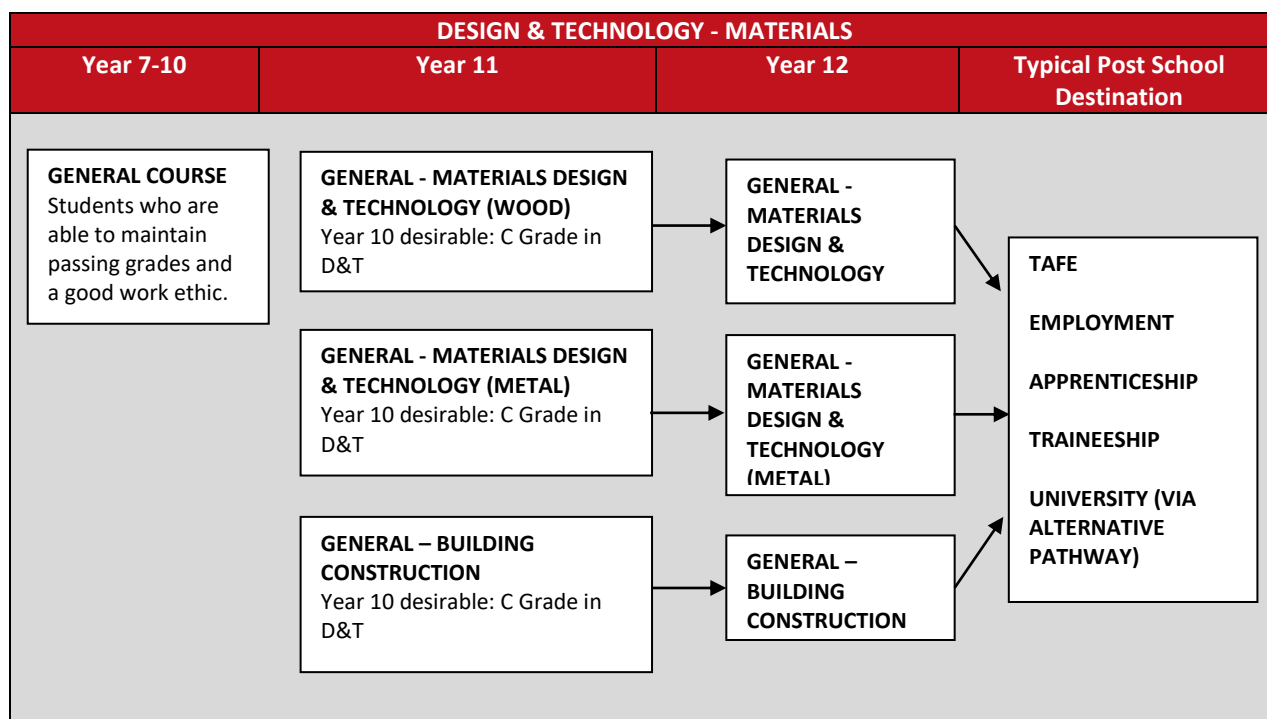 DESIGN & TECHNOLOGY - MATERIALS
Year 7-10
Year 11
Year 12
Typical Post School
Destination
GENERAL COURSE
Students who are
able to maintain
passing grades and
a good work ethic.
GENERAL - MATERIALS DESIGN
& TECHNOLOGY (WOOD)
Year 10 desirable: C Grade in
D&T
GENERAL -
MATERIALS
DESIGN &
TECHNOLOGY
GENERAL - MATERIALS DESIGN
& TECHNOLOGY (METAL)
Year 10 desirable: C Grade in
D&T
GENERAL -
MATERIALS
DESIGN &
TECHNOLOGY
(METAL)
GENERAL – BUILDING
CONSTRUCTION
Year 10 desirable: C Grade in
D&T
GENERAL –
BUILDING
CONSTRUCTION
TAFE
EMPLOYMENT
APPRENTICESHIP
TRAINEESHIP
UNIVERSITY (VIA
ALTERNATIVE
PATHWAY)